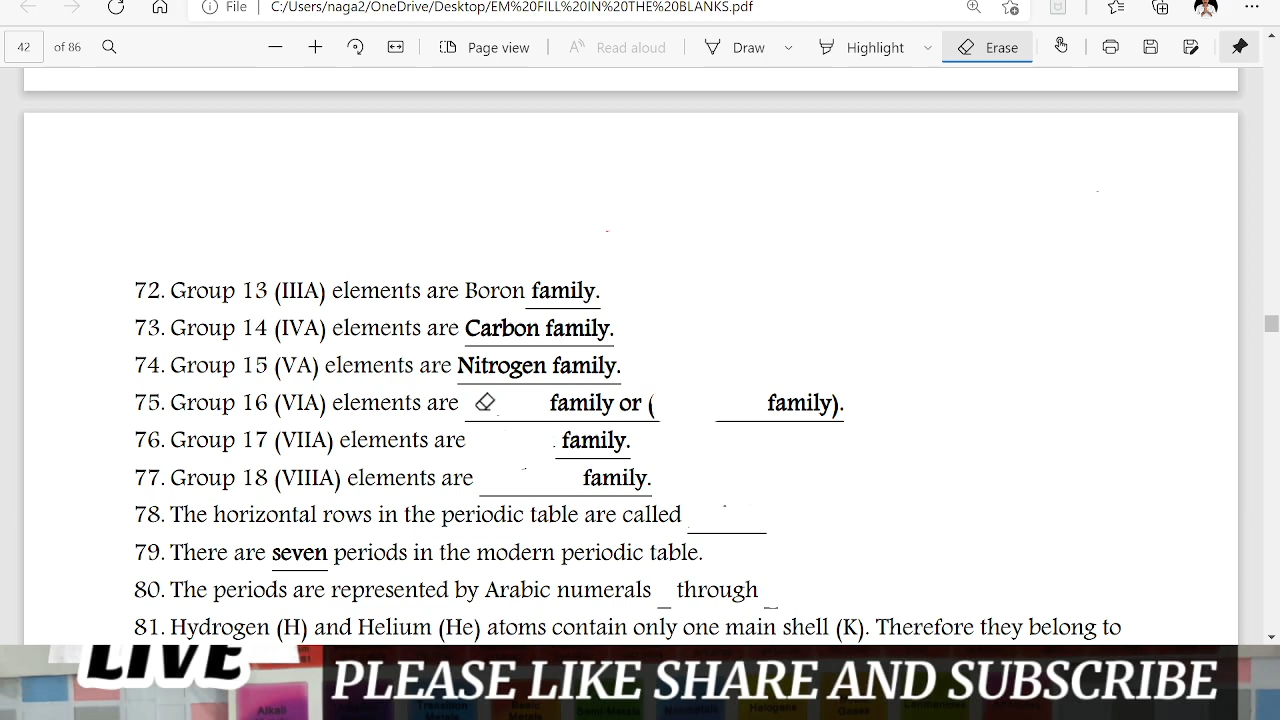 File | C:/Users/naga2/OneDrive/Desktop/EM%20FILL%20IN%20THE%20BLANKS.pdf
42 of 86 Page view Read aloud Draw Highlight Erase
72. Group 13 (IIIA) elements are Boron family.
73. Group 14 (IVA) elements are Carbon family.
74. Group 15 (VA) elements are Nitrogen family.
75. Group 16 (VIA) elements are family or ( family).
76. Group 17 (VIIA) elements are family.
77. Group 18 (VIIIA) elements are family.
78. The horizontal rows in the periodic table are called
79. There are seven periods in the modern periodic table.
80. The periods are represented by Arabic numerals _ through _
81. Hydrogen (H) and Helium (He) atoms contain only one main shell (K). Therefore they belong to
LIVE PLEASE LIKE SHARE AND SUBSCRIBE
Alkali